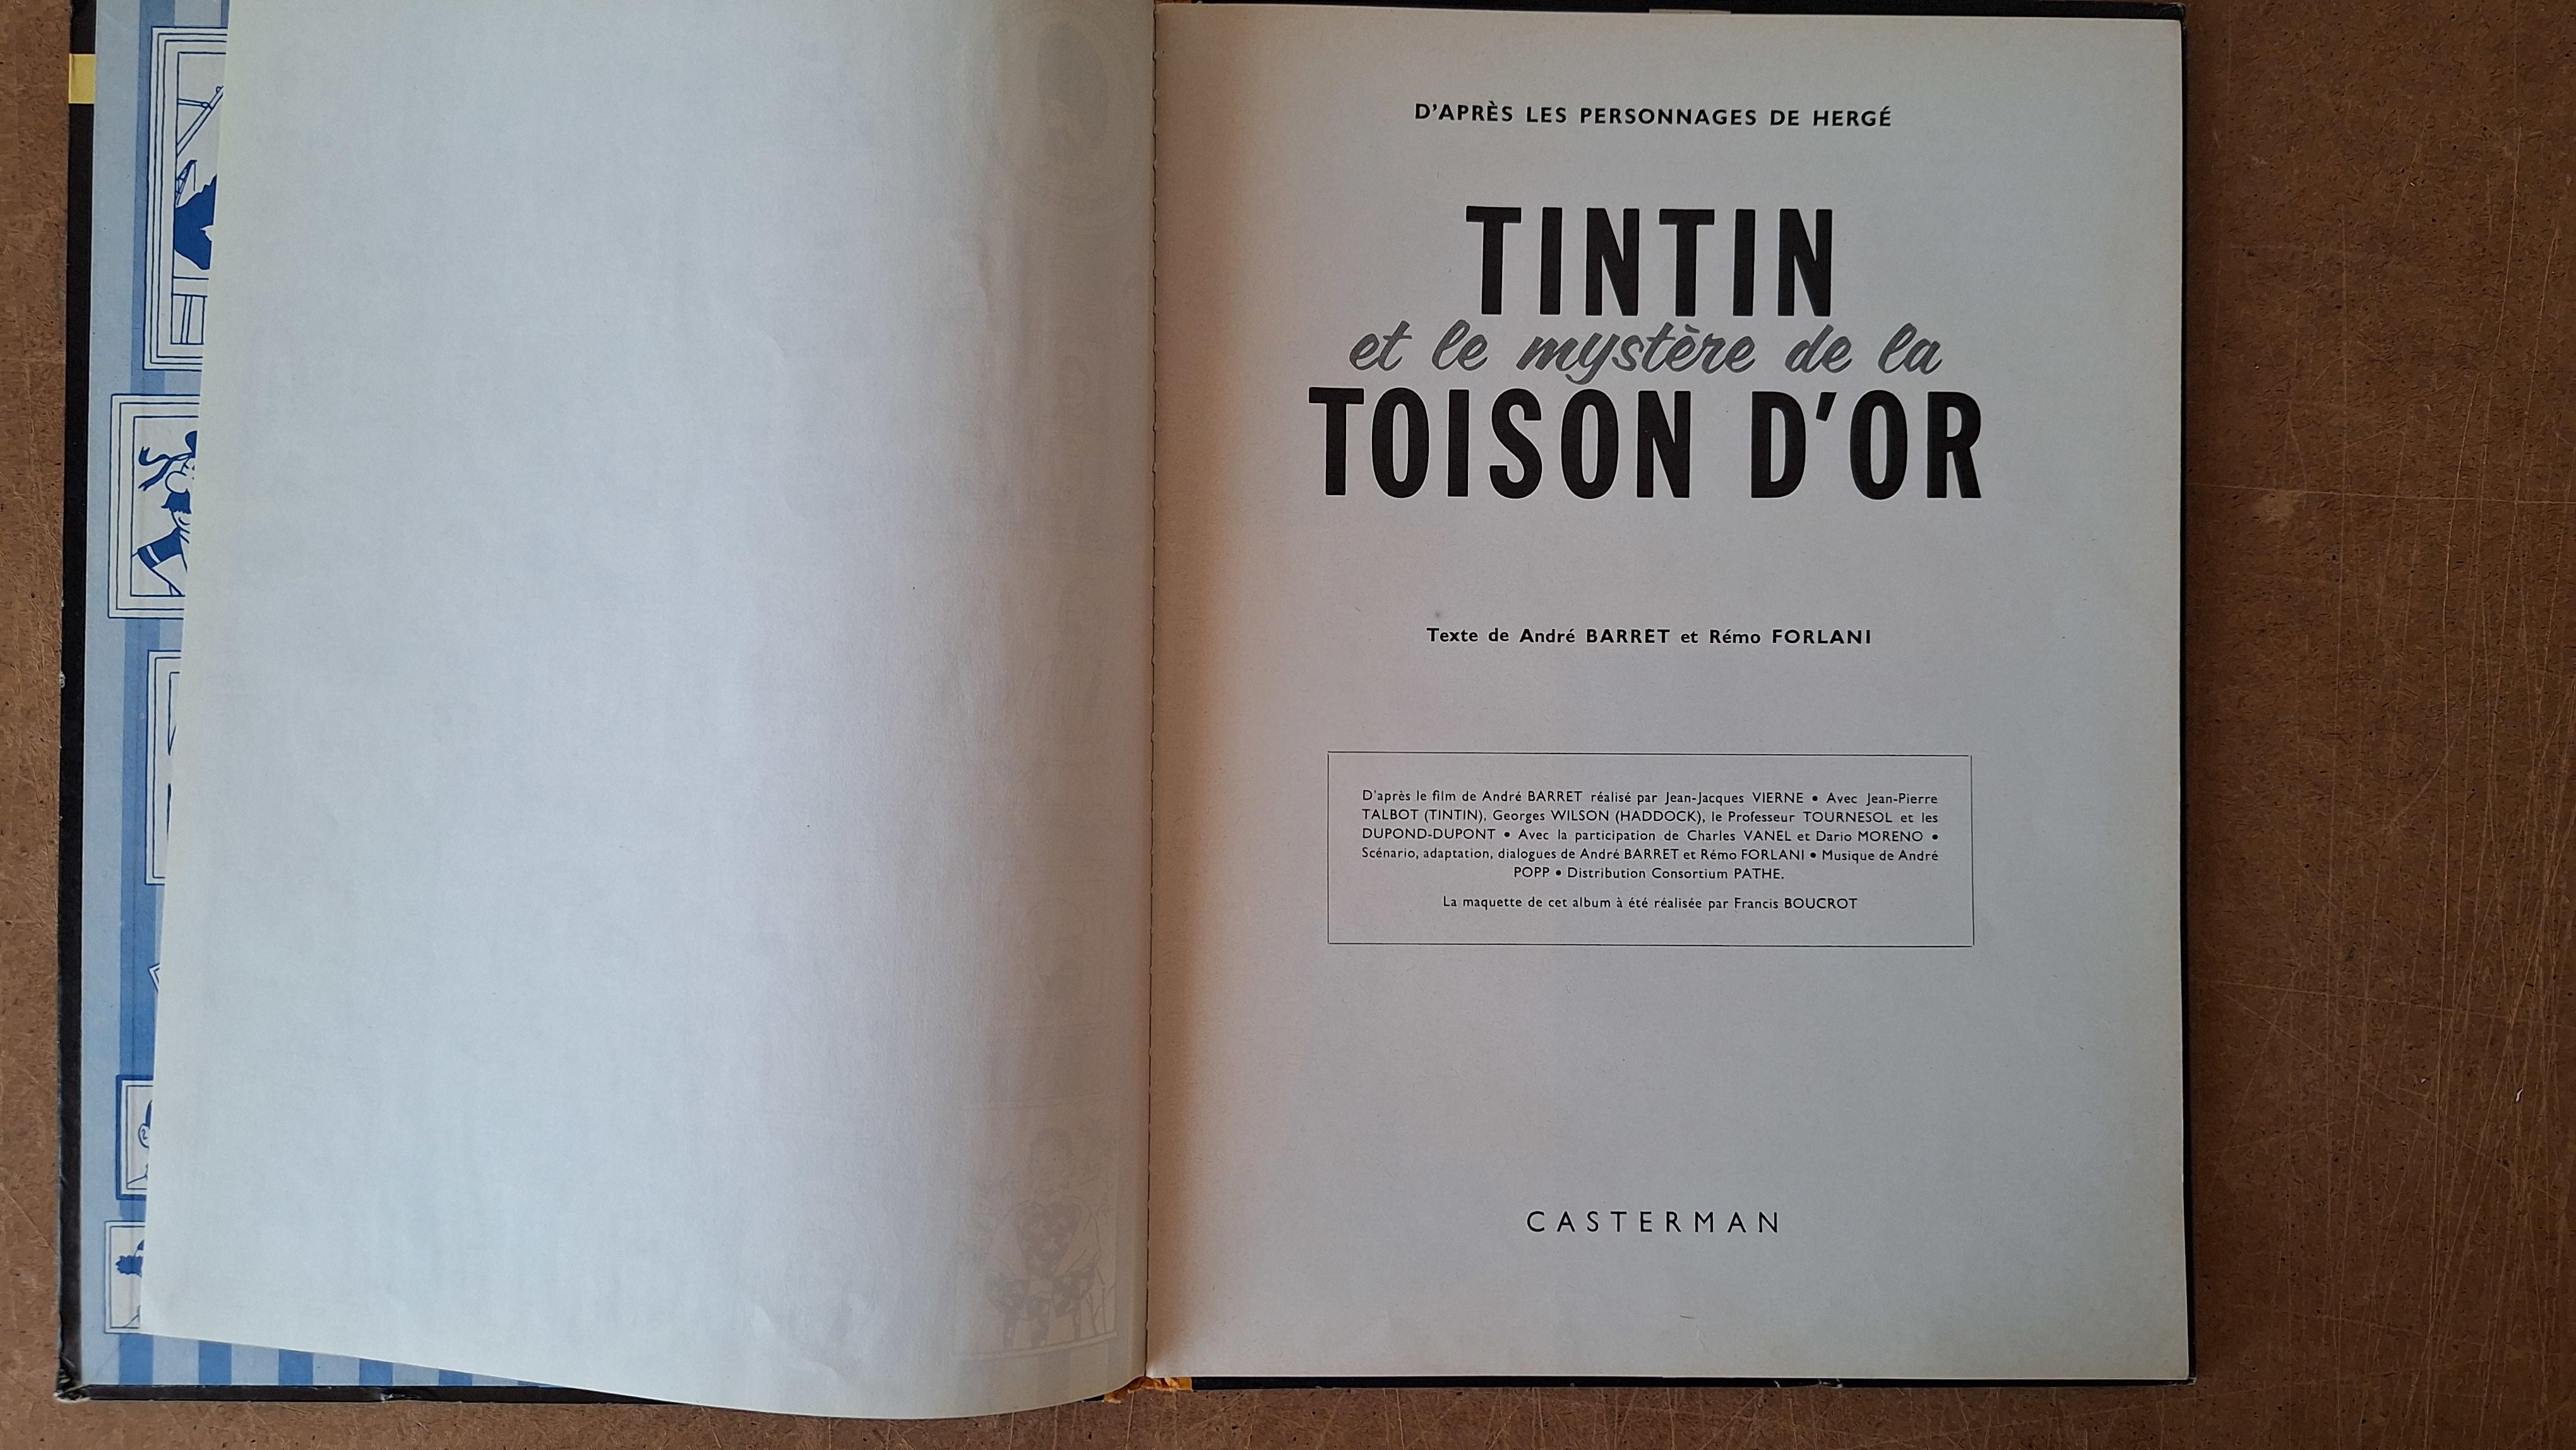 D'APRÈS LES PERSONNAGES DE HERGÉ
TINTIN
et le mystère de la
TOISON D'OR
Texte de André BARRET et Rémo FORLANI
D'après le film de André BARRET réalisé par Jean-Jacques VIERNE • Avec Jean-Pierre
TALBOT (TINTIN), Georges WILSON (HADDOCK), le Professeur TOURNESOL et les
DUPOND-DUPONT • Avec la participation de Charles VANEL et Dario MORENO •
Scénario, adaptation, dialogues de André BARRET et Rémo FORLANI • Musique de André
POPP • Distribution Consortium PATHE.
La maquette de cet album à été réalisée par Francis BOUCROT
CASTERMAN